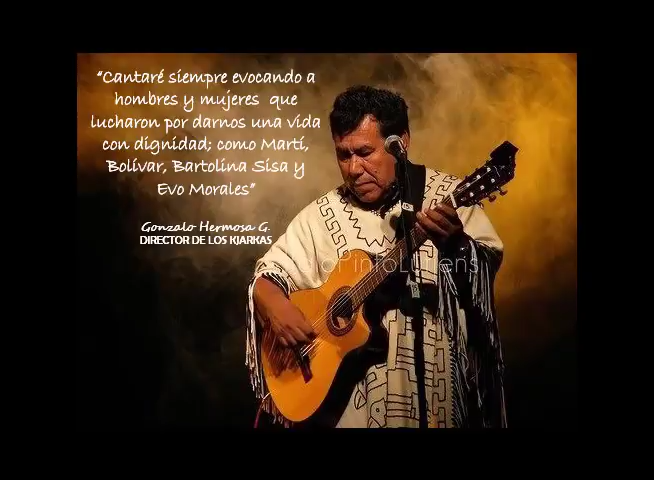 “Cantaré siempre evocando a
hombres y mujeres que
lucharon por darnos una vida
con dignidad; como Martí,
Bolívar, Bartolina Sisa y
Evo Morales”
Gonzalo Hermosa G.
DIRECTOR DE LOS KJARKAS